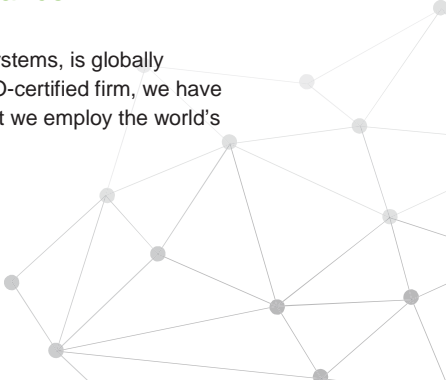 stems, is globally
-certified firm, we have
t we employ the world's